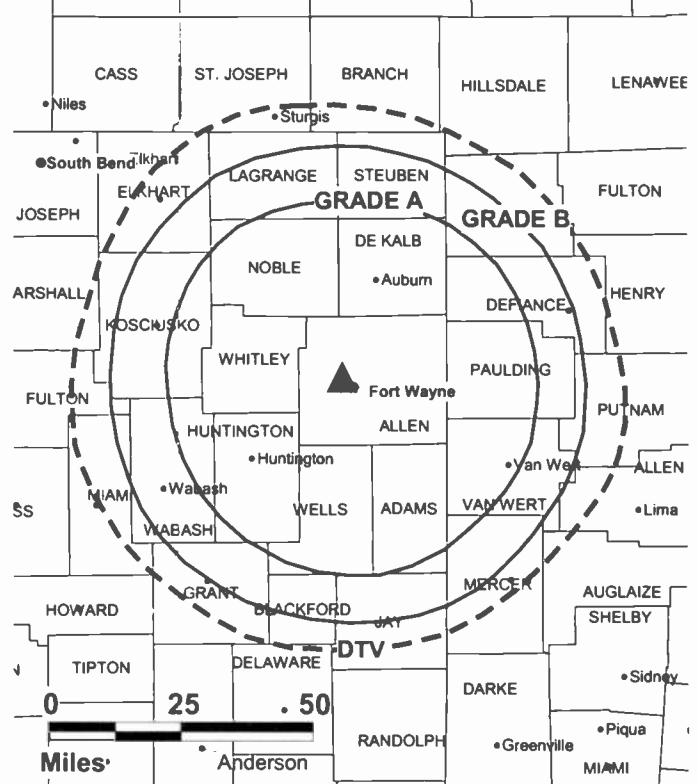 CASS
ST. JOSEPH
BRANCH
HILLSDALE
LENAWEE
Niles
Sturgis
South Bend
Elkhart
ELKHART
LAGRANGE
STEUBEN
FULTON
GRADE A
GRADE B
JOSEPH
DE KALB
NOBLE
Auburn
ARSHALL
HENRY
DEFIANCE
KOSCIUSKO
WHITLEY
PAULDING
Fort Wayne
FULTON
PUTNAM
ALLEN
HUNTINGTON
Huntington
Van Wert
ALLEN
Wabash
MIAMI
SS
WELLS
ADAMS
VAN WERT
Lima
WABASH
GRANT
MERCER
AUGLAIZE
HOWARD
BLACKFORD
JAY
SHELBY
DTV
N
TIPTON
DELAWARE
Sidney
DARKE
0 25 50
Miles
Anderson
RANDOLPH
Greenville
Piqua
MIAMI